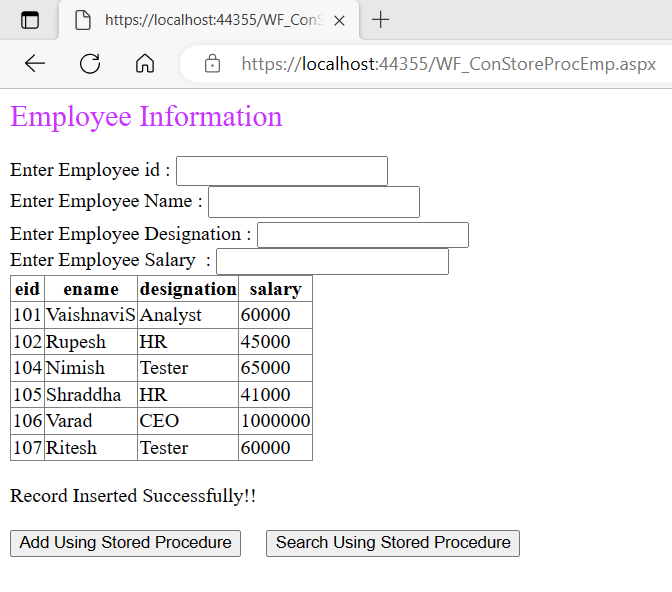 https://localhost:44355/WF_ConS
https://localhost:44355/WF_ConStoreProcEmp.aspx
Employee Information
Enter Employee id :
Enter Employee Name :
Enter Employee Designation :
Enter Employee Salary :
eid ename designation salary
101 VaishnaviS Analyst 60000
102 Rupesh HR 45000
104 Nimish Tester 65000
105 Shraddha HR 41000
106 Varad CEO 1000000
107 Ritesh Tester 60000
Record Inserted Successfully!!
Add Using Stored Procedure Search Using Stored Procedure